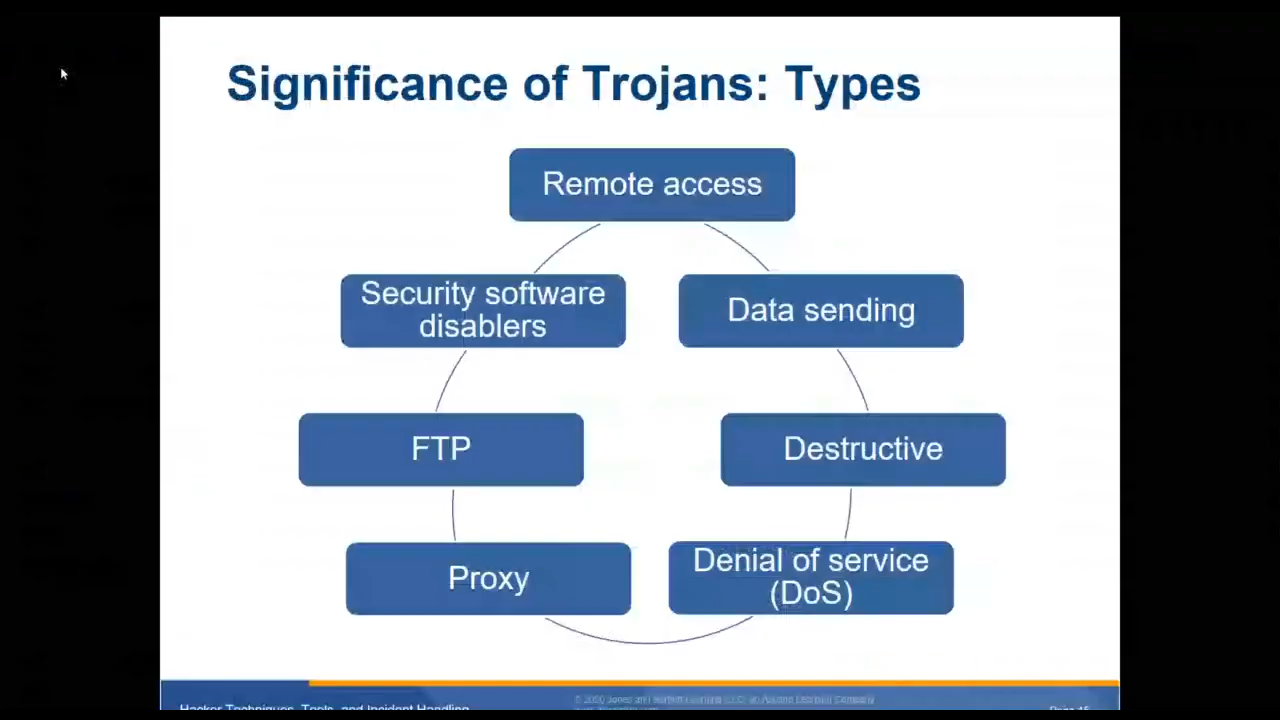 Significance of Trojans: Types
Remote access
Security software
disablers
Data sending
FTP
Destructive
Proxy
Denial of service
(DoS)
Hacker Techniques, Tools, and Incident Handling